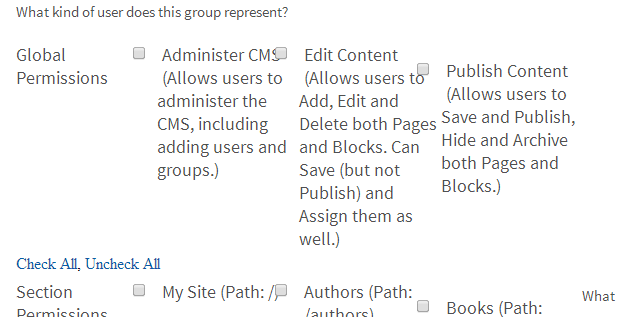 What kind of user does this group represent?
Global
Permissions
Administer CMS
(Allows users to
administer the
CMS, including
adding users and
groups.)
Edit Content
(Allows users to
Add, Edit and
Delete both Pages
and Blocks. Can
Save (but not
Publish) and
Assign them as
well.)
Publish Content
(Allows users to
Save and Publish,
Hide and Archive
both Pages and
Blocks.)
Check All, Uncheck All
Section
Permissions
My Site (Path: /)
Authors (Path:
/authors)
Books (Path:
What